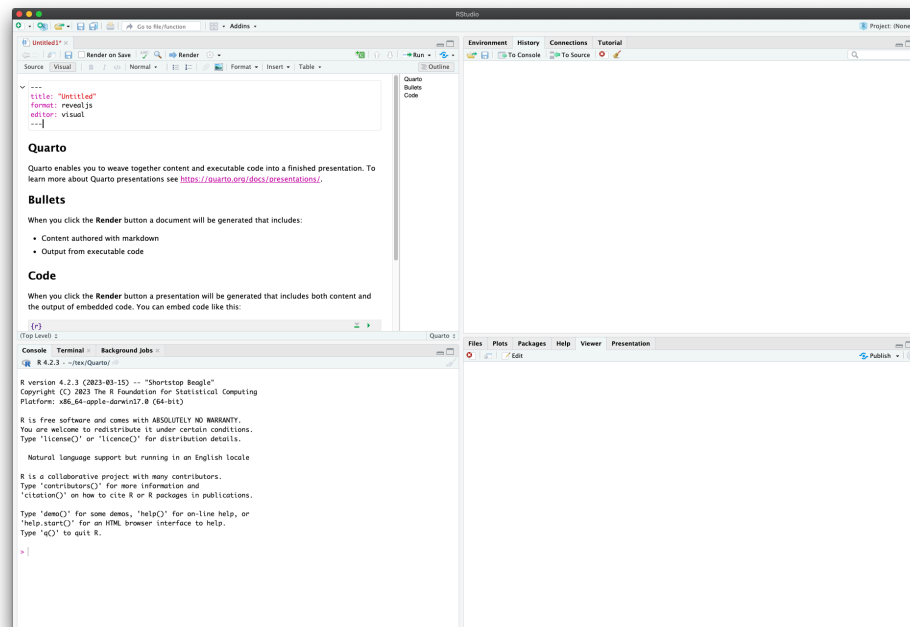 RStudio
Go to file/function
Addins
Project: (None
Untitled1*
Render on Save
Render
Run
Source Visual B I Normal Format Insert Table Outline
---
title: "Untitled"
format: revealjs
editor: visual
---
Quarto
Quarto enables you to weave together content and executable code into a finished presentation. To
learn more about Quarto presentations see https://quarto.org/docs/presentations/.
Bullets
When you click the Render button a document will be generated that includes:
• Content authored with markdown
• Output from executable code
Code
When you click the Render button a presentation will be generated that includes both content and
the output of embedded code. You can embed code like this:
{r}
(Top Level)
Quarto
Quarto
Bullets
Code
Console Terminal Background Jobs
R 4.2.3 · ~/tex/Quarto/
R version 4.2.3 (2023-03-15) -- "Shortstop Beagle"
Copyright (C) 2023 The R Foundation for Statistical Computing
Platform: x86_64-apple-darwin17.0 (64-bit)
R is free software and comes with ABSOLUTELY NO WARRANTY.
You are welcome to redistribute it under certain conditions.
Type 'license()' or 'licence()' for distribution details.
Natural language support but running in an English locale
R is a collaborative project with many contributors.
Type 'contributors()' for more information and
'citation()' on how to cite R or R packages in publications.
Type 'demo()' for some demos, 'help()' for on-line help, or
'help.start()' for an HTML browser interface to help.
Type 'q()' to quit R.
>
Environment History Connections Tutorial
To Console To Source
Files Plots Packages Help Viewer Presentation
Edit
Publish